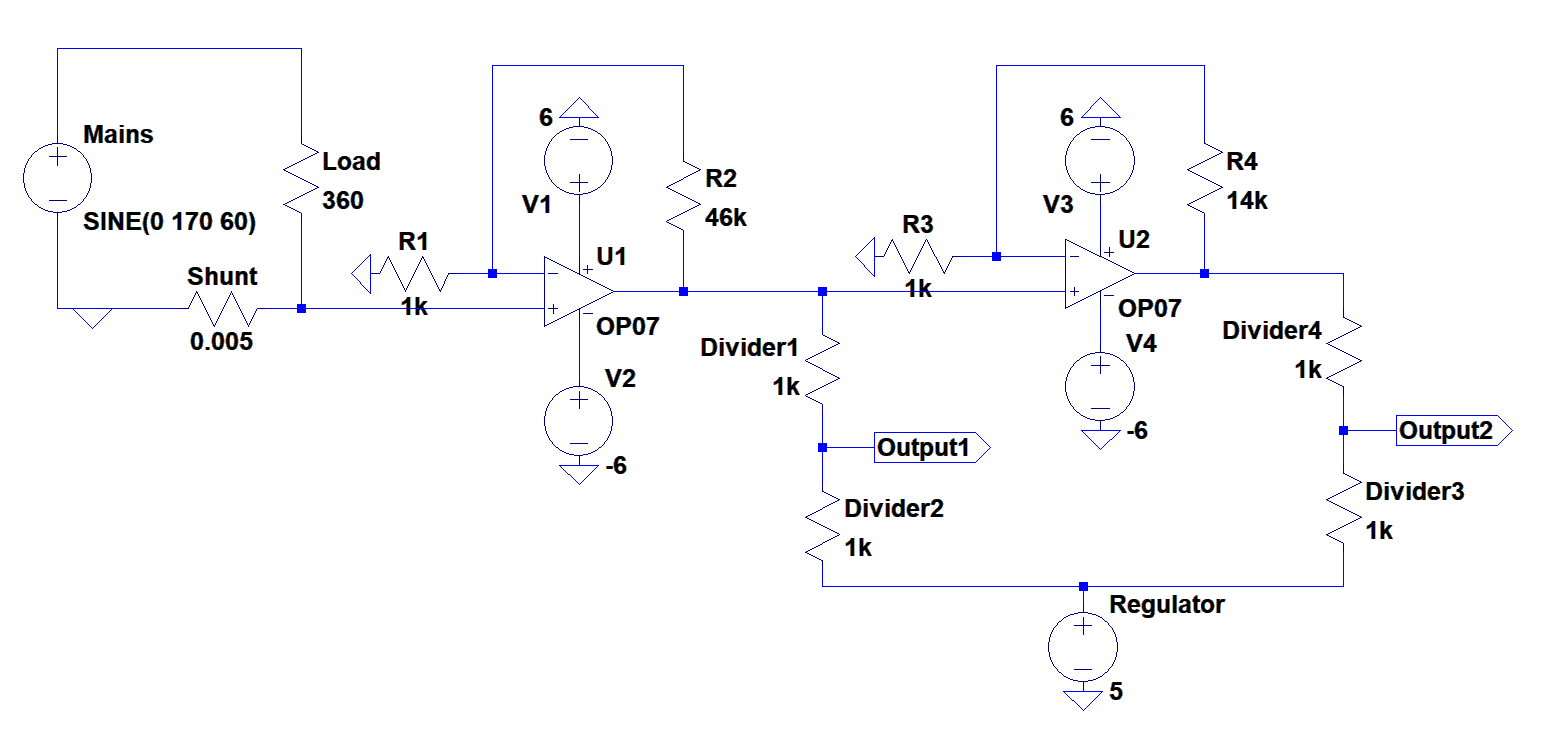 Mains
SINE(0 170 60)
Load
360
Shunt
0.005
R1
1k
6
V1
U1
OP07
V2
-6
R2
46k
Divider1
1k
Output1
Divider2
1k
R3
1k
6
V3
U2
OP07
V4
-6
R4
14k
Divider4
1k
Output2
Divider3
1k
Regulator
5